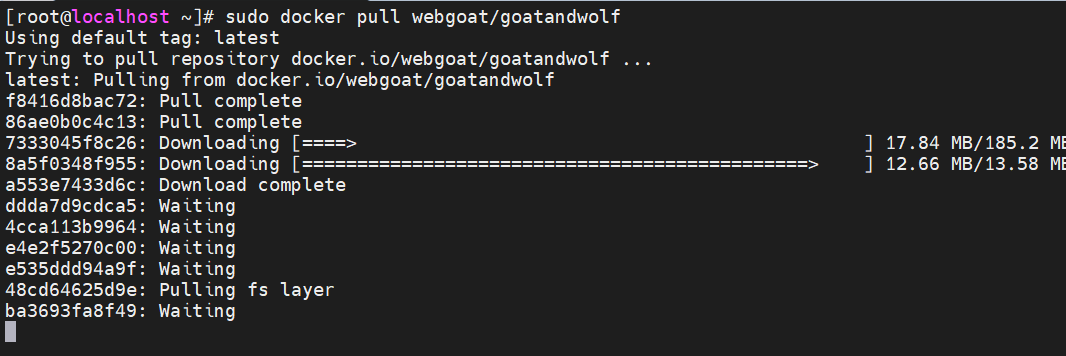 [root@localhost ~]# sudo docker pull webgoat/goatandwolf
Using default tag: latest
Trying to pull repository docker.io/webgoat/goatandwolf ...
latest: Pulling from docker.io/webgoat/goatandwolf
f8416d8bac72: Pull complete
86ae0b0c4c13: Pull complete
7333045f8c26: Downloading [====>                                              ] 17.84 MB/185.2 MB
8a5f0348f955: Downloading [==============================================>    ] 12.66 MB/13.58 MB
a553e7433d6c: Download complete
ddda7d9cdca5: Waiting
4cca113b9964: Waiting
e4e2f5270c00: Waiting
e535ddd94a9f: Waiting
48cd64625d9e: Pulling fs layer
ba3693fa8f49: Waiting